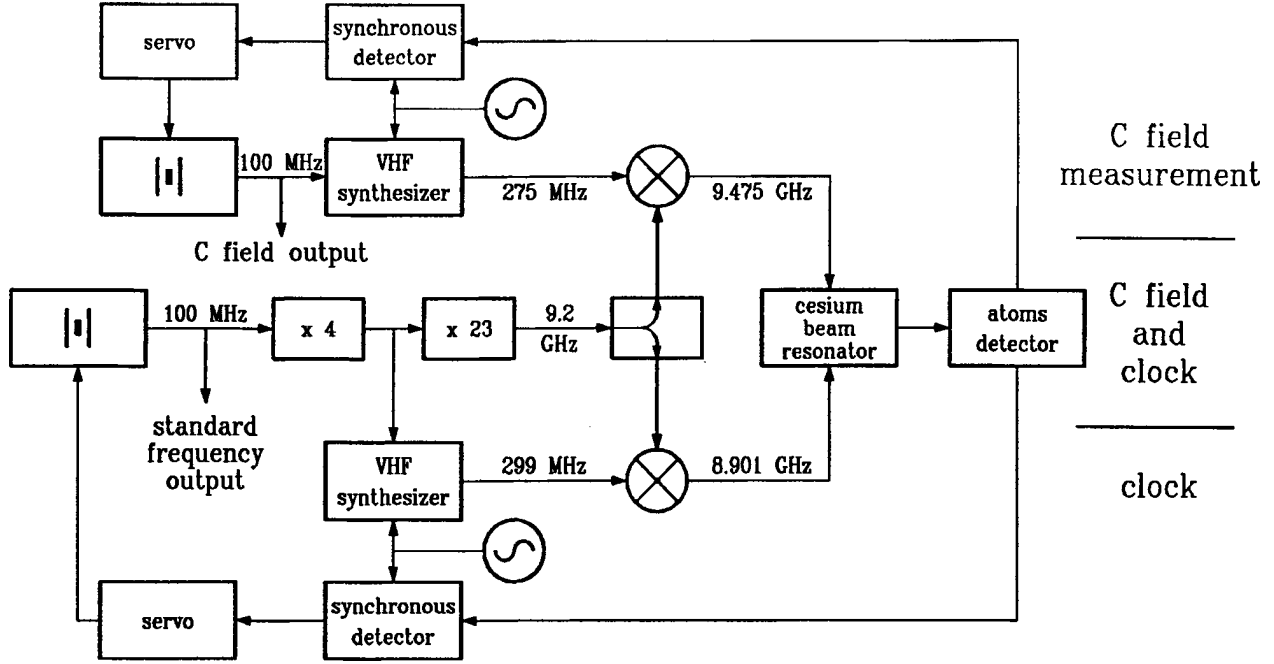 servo
synchronous
detector
100 MHz
VHF
synthesizer
275 MHz
9.475 GHz
C field output
C field
measurement
100 MHz
x 4
x 23
9.2
GHz
cesium
beam
resonator
atoms
detector
C field
and
clock
standard
frequency
output
VHF
synthesizer
299 MHz
8.901 GHz
clock
servo
synchronous
detector